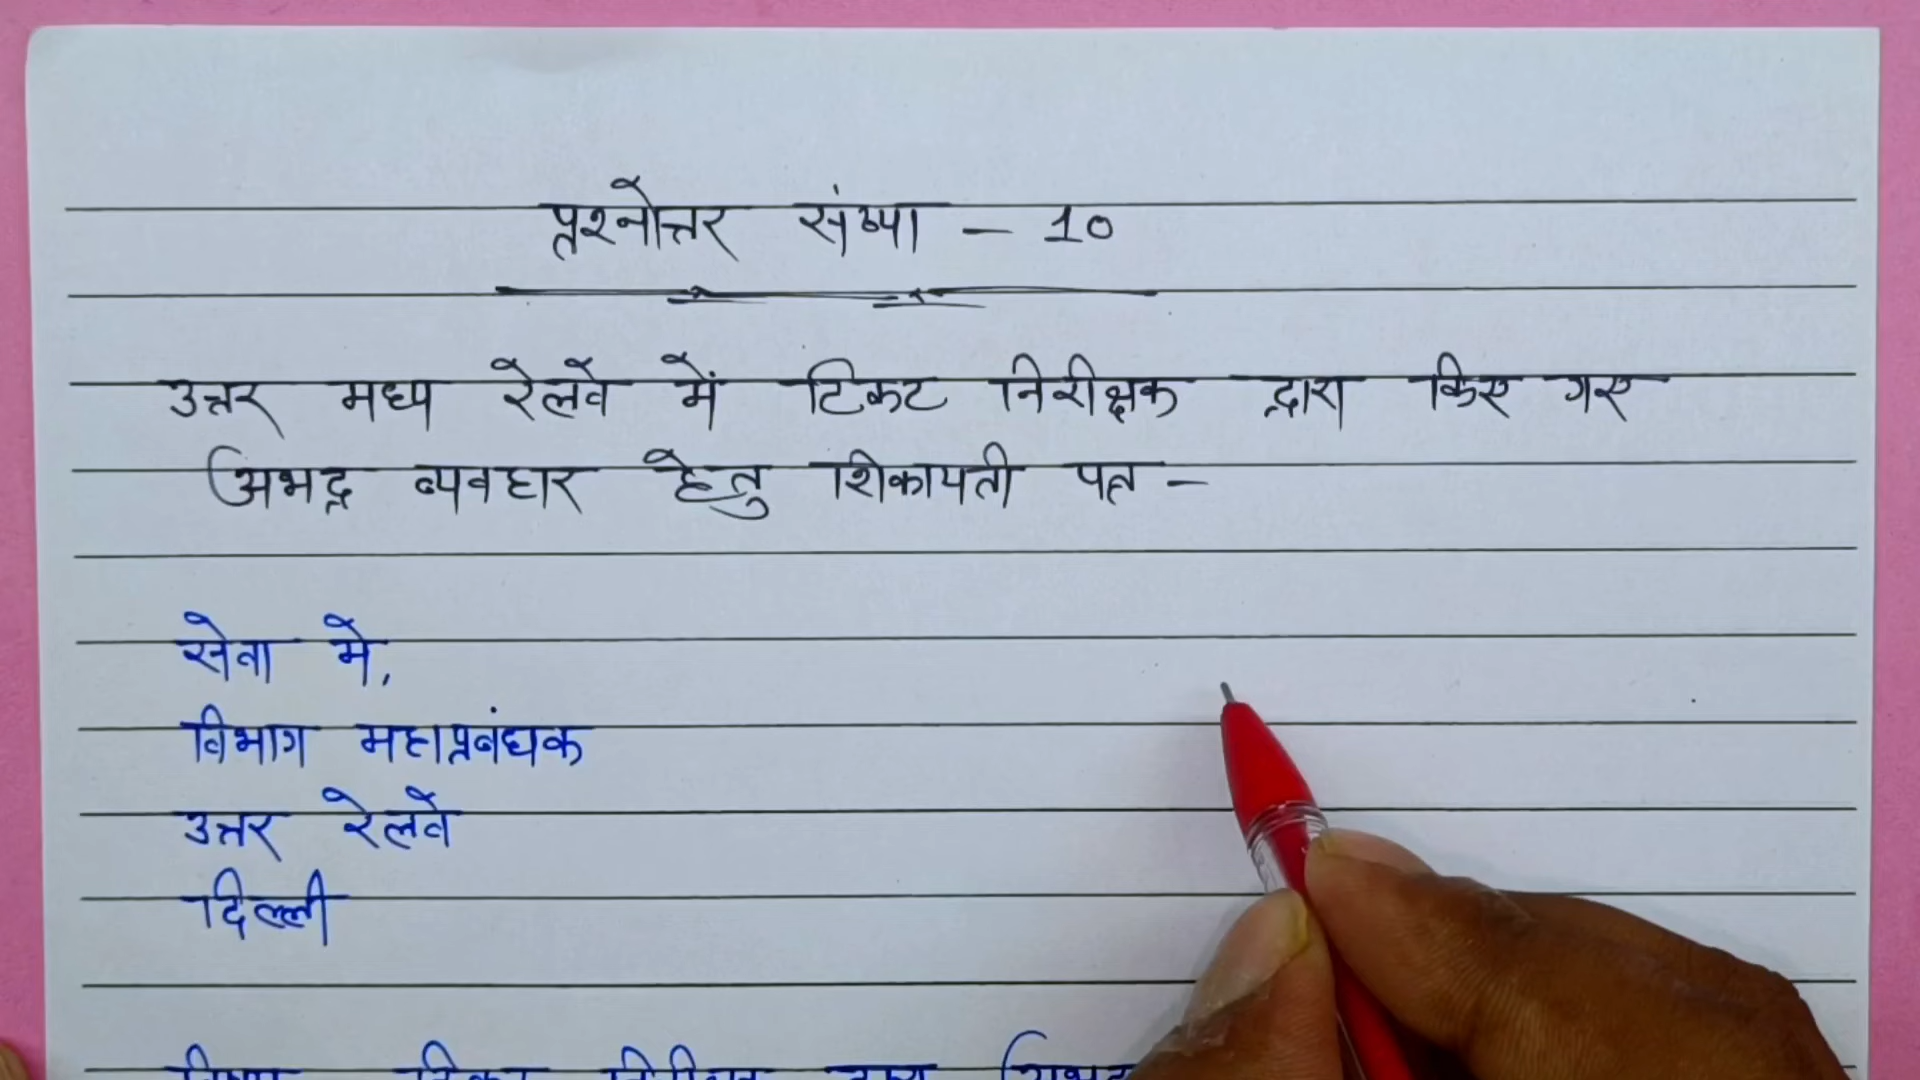 प्रश्नोत्तर संख्या – 10
उत्तर मध्य रेलवे में टिकट निरीक्षक द्वारा किए गए
अभद्र व्यवहार हेतु शिकायती पत्र –
सेवा मे,
विभाग महाप्रबंधक
उत्तर रेलवे
दिल्ली